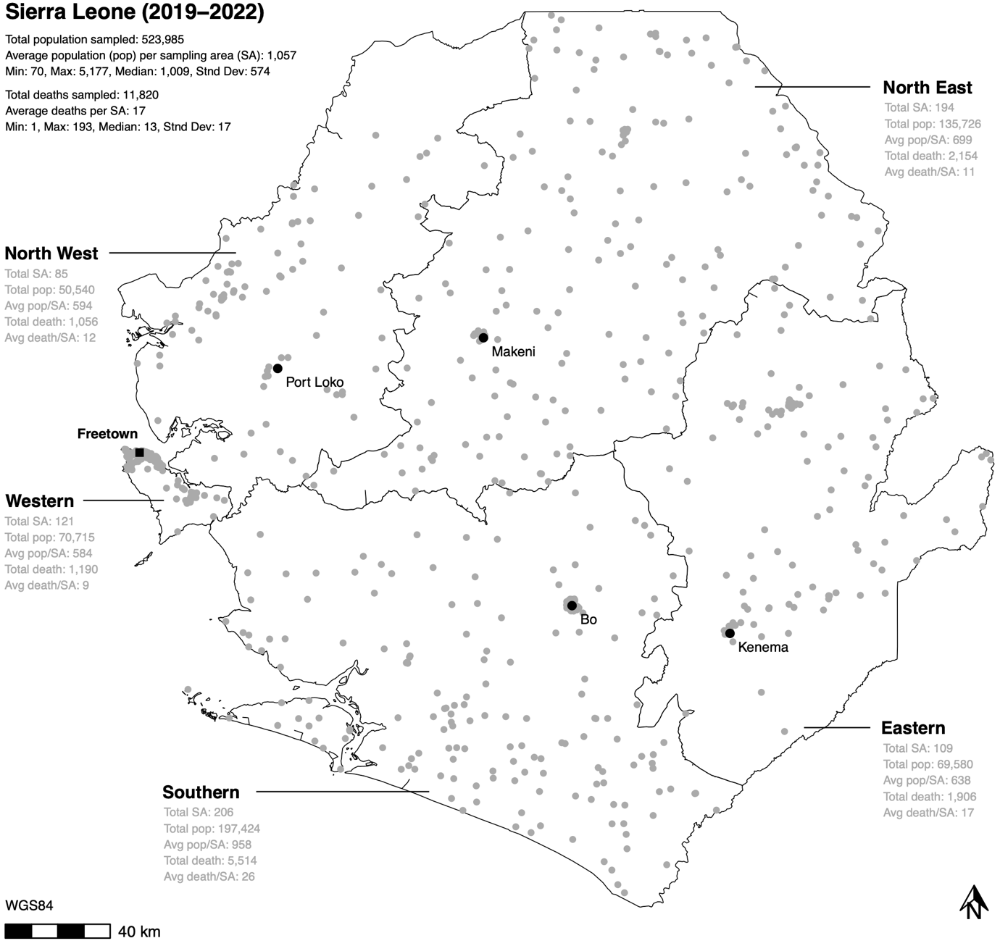 Sierra Leone (2019–2022)
Total population sampled: 523,985
Average population (pop) per sampling area (SA): 1,057
Min: 70, Max: 5,177, Median: 1,009, Stnd Dev: 574
Total deaths sampled: 11,820
Average deaths per SA: 17
Min: 1, Max: 193, Median: 13, Stnd Dev: 17
North East
Total SA: 194
Total pop: 135,726
Avg pop/SA: 699
Total death: 2,154
Avg death/SA: 11
North West
Total SA: 85
Total pop: 50,540
Avg pop/SA: 594
Total death: 1,056
Avg death/SA: 12
Makeni
Port Loko
Freetown
Western
Total SA: 121
Total pop: 70,715
Avg pop/SA: 584
Total death: 1,190
Avg death/SA: 9
Bo
Kenema
Eastern
Total SA: 109
Total pop: 69,580
Avg pop/SA: 638
Total death: 1,906
Avg death/SA: 17
Southern
Total SA: 206
Total pop: 197,424
Avg pop/SA: 958
Total death: 5,514
Avg death/SA: 26
WGS84
40 km
N